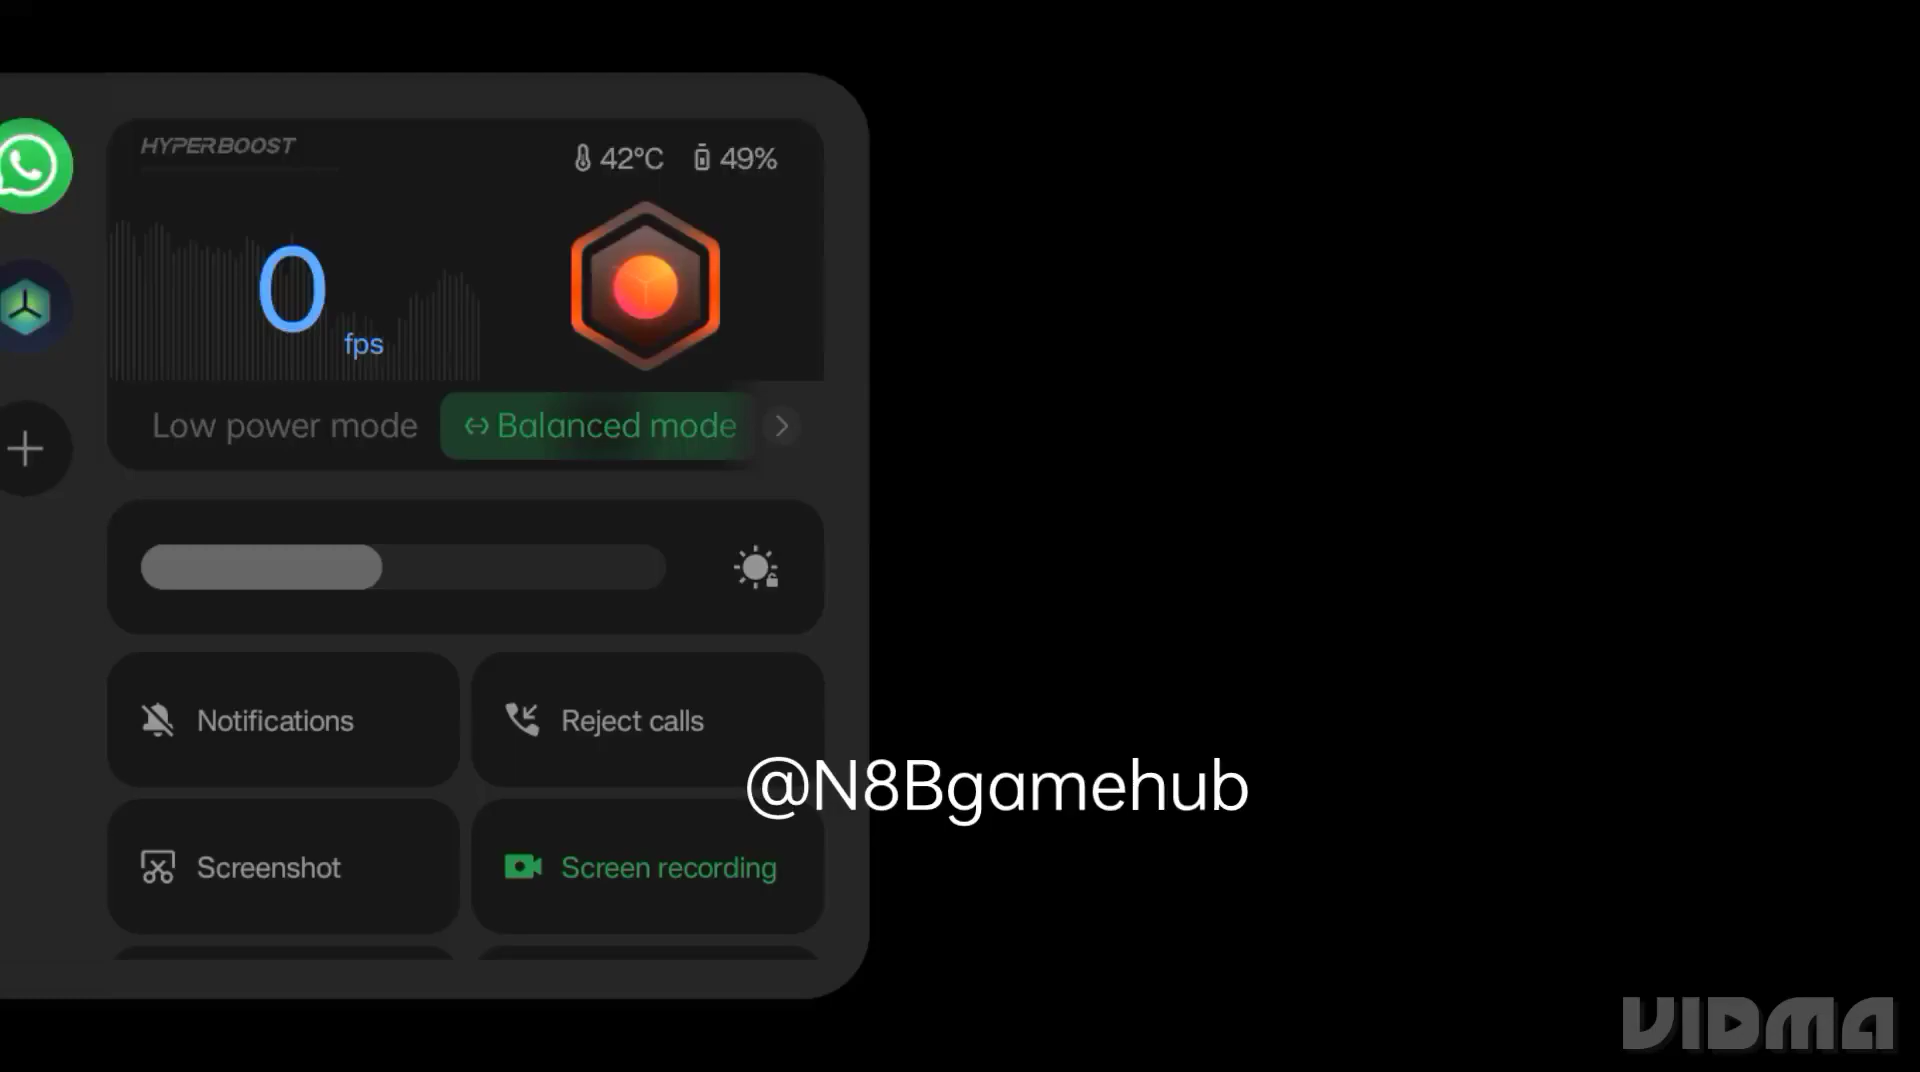 HYPERBOOST
42°C 49%
0
fps
Low power mode
Balanced mode
Notifications
Reject calls
@N8Bgamehub
Screenshot
Screen recording
VIDMA